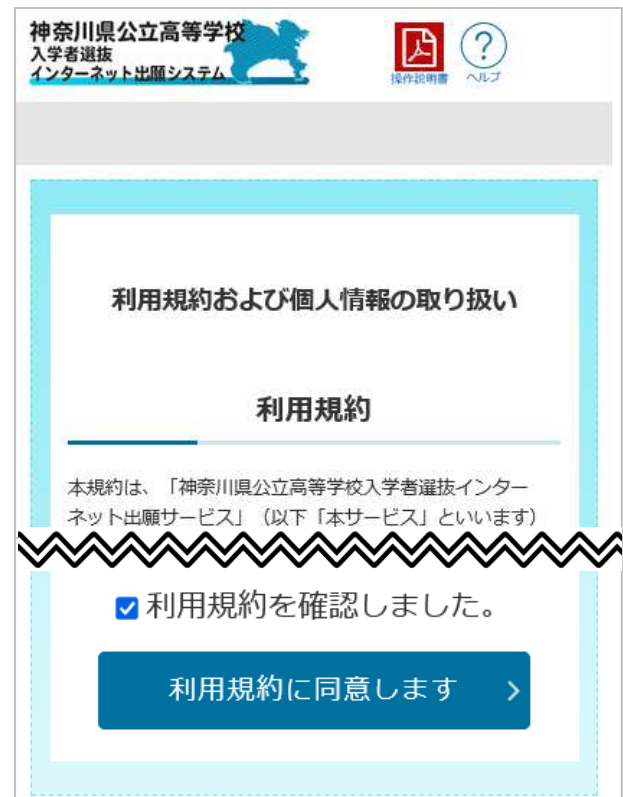 神奈川県公立高等学校
入学者選抜
インターネット出願システム
操作説明書
ヘルプ
利用規約および個人情報の取り扱い
利用規約
本規約は、「神奈川県公立高等学校入学者選抜インター
ネット出願サービス」（以下「本サービス」といいます）
利用規約を確認しました。
利用規約に同意します